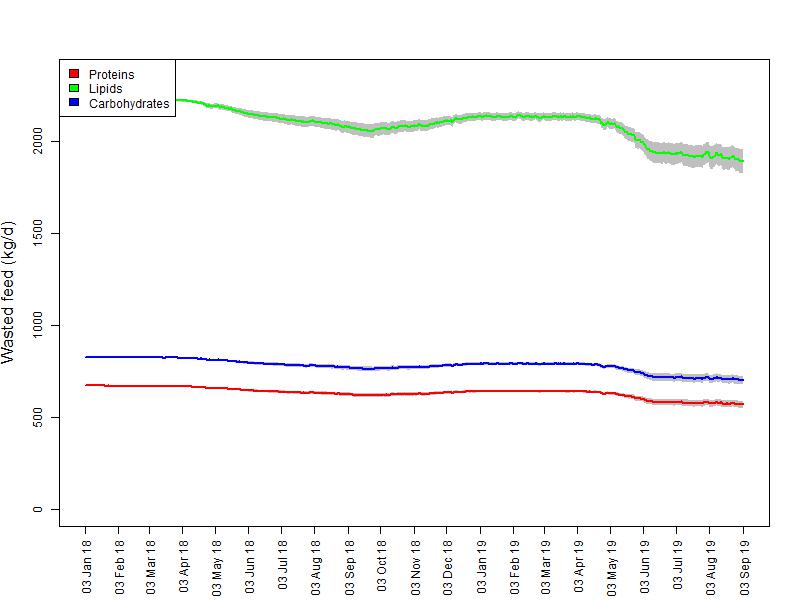 Proteins
Lipids
Carbohydrates
Wasted feed (kg/d)
2000
1500
1000
500
0
03 Jan 18
03 Feb 18
03 Mar 18
03 Apr 18
03 May 18
03 Jun 18
03 Jul 18
03 Aug 18
03 Sep 18
03 Oct 18
03 Nov 18
03 Dec 18
03 Jan 19
03 Feb 19
03 Mar 19
03 Apr 19
03 May 19
03 Jun 19
03 Jul 19
03 Aug 19
03 Sep 19